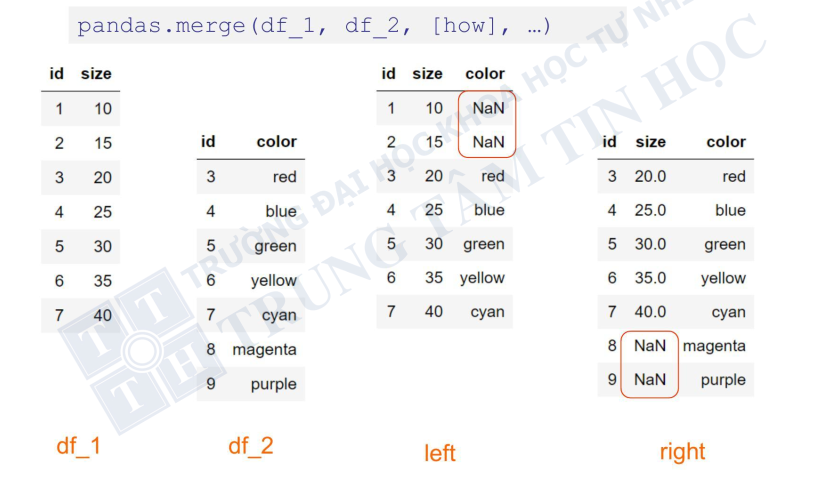 pandas.merge(df_1, df_2, [how], …)
id size
1 10
2 15
3 20
4 25
5 30
6 35
7 40
df_1
id color
3 red
4 blue
5 green
6 yellow
7 cyan
8 magenta
9 purple
df_2
id size color
1 10 NaN
2 15 NaN
3 20 red
4 25 blue
5 30 green
6 35 yellow
7 40 cyan
left
id size color
3 20.0 red
4 25.0 blue
5 30.0 green
6 35.0 yellow
7 40.0 cyan
8 NaN magenta
9 NaN purple
right
TRƯỜNG ĐẠI HỌC KHOA HỌC TỰ NHI
TRUNG TÂM TIN HỌC
T T
T H